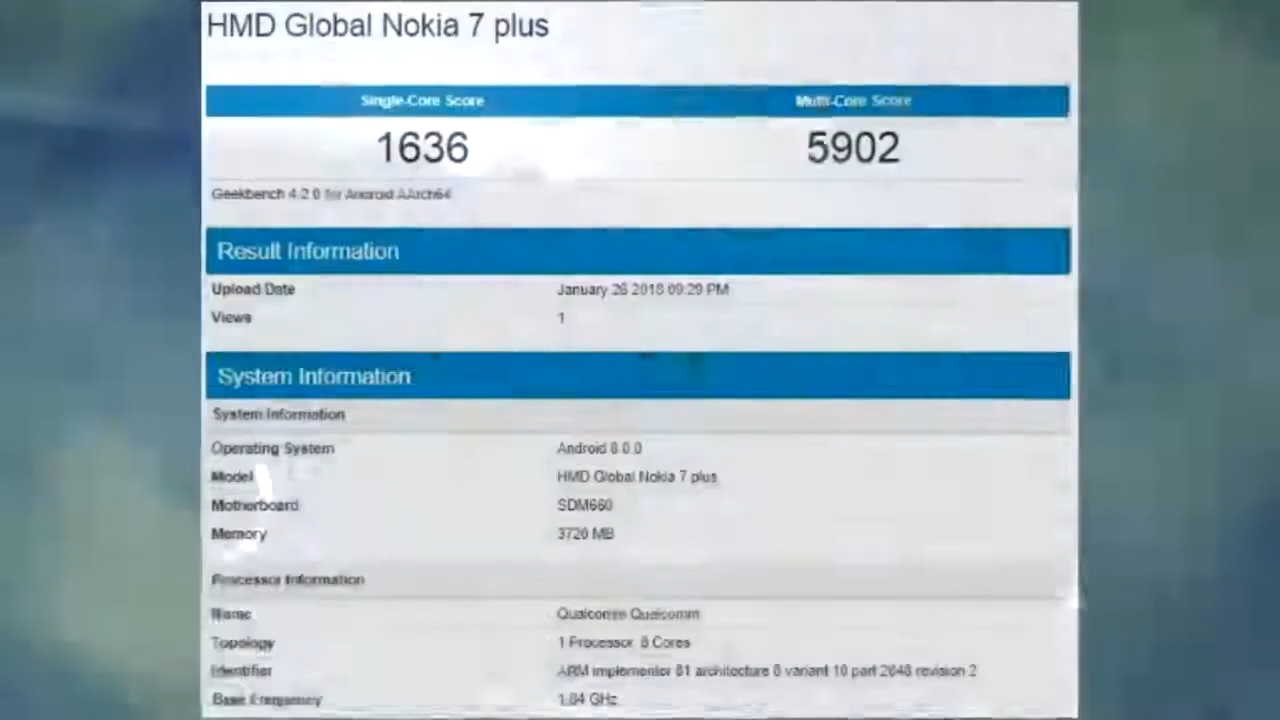 HMD Global Nokia 7 plus
Single-Core Score Multi-Core Score
1636 5902
Geekbench 4.2.0 for Android AArch64
Result Information
Upload Date January 26 2018 09:29 PM
Views 1
System Information
System Information
Operating System Android 8.0.0
Model HMD Global Nokia 7 plus
Motherboard SDM660
Memory 3720 MB
Processor Information
Name Qualcomm Qualcomm
Topology 1 Processor, 8 Cores
Identifier ARM implementer 81 architecture 8 variant 10 part 2048 revision 2
Base Frequency 1.84 GHz